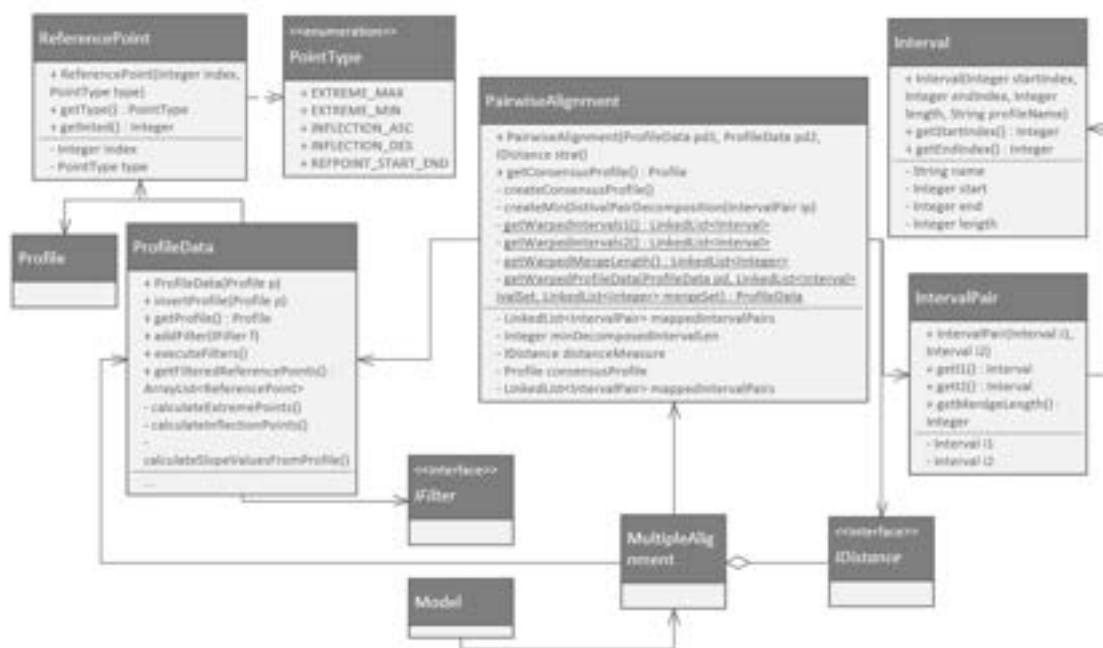 ReferencePoint
+ ReferencePoint(Integer index,
PointType type)
+ getType() : PointType
+ getInted() : Integer
- Integer index
- PointType type
<<enumeration>>
PointType
+ EXTREME_MAX
+ EXTREME_MIN
+ INFLECTION_ASC
+ INFLECTION_DES
+ REFPOINT_START_END
PairwiseAlignment
+ PairwiseAlignment(ProfileData pd1, ProfileData pd2,
IDistance strat)
+ getConsensusProfile() : Profile
- createConsensusProfile()
- createMinDistIvalPairDecomposition(IntervalPair ip)
- getWarpedIntervals1() : LinkedList<Interval>
- getWarpedIntervals2() : LinkedList<Interval>
- getWarpedMergeLength() : LinkedList<Integer>
- getWarpedProfileData(ProfileData pd, LinkedList<Interval>
ivalSet, LinkedList<Integer> mergeSet) : ProfileData
- LinkedList<IntervalPair> mappedIntervalPairs
- Integer minDecomposedIntervalLen
- IDistance distanceMeasure
- Profile consensusProfile
- LinkedList<IntervalPair> mappedIntervalPairs
Interval
+ Interval(Integer startIndex,
Integer endIndex, Integer
length, String profileName)
+ getStartIndex() : Integer
+ getEndIndex() : Integer
- String name
- Integer start
- Integer end
- Integer length
Profile
ProfileData
+ ProfileData(Profile p)
+ invertProfile(Profile p)
+ getProfile() : Profile
+ addFilter(IFilter f)
+ executeFilters()
+ getFilteredReferencePoints() :
ArrayList<ReferencePoint>
- calculateExtremePoints()
- calculateInflectionPoints()
-
calculateSlopeValuesFromProfile()
...
IntervalPair
+ IntervalPair(Interval i1,
Interval i2)
+ getI1() : Interval
+ getI2() : Interval
+ getMergeLength() :
Integer
- Interval i1
- Interval i2
<<interface>>
IFilter
MultipleAlig
nment
<<interface>>
IDistance
Model